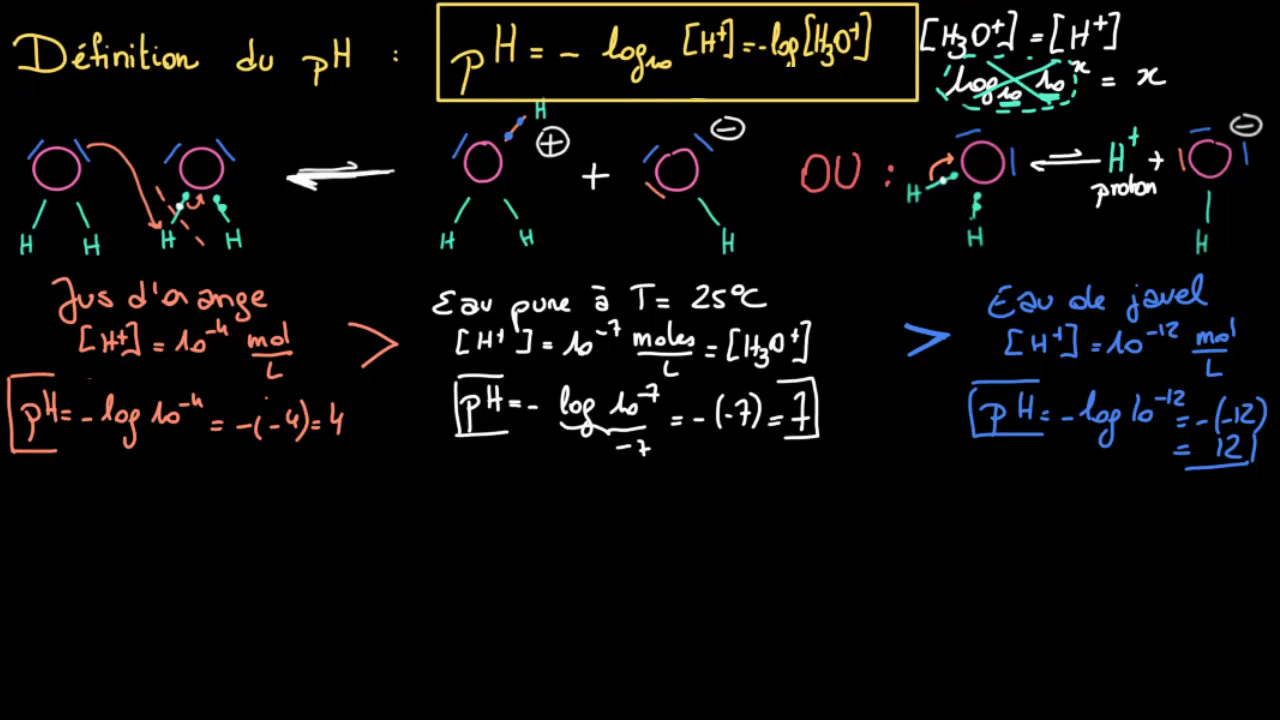 Définition du pH : pH = - log₁₀ [H⁺] = -log[H₃O⁺]
[H₃O⁺] = [H⁺]
log₁₀ 10ˣ = x
H H H H
H ⊕ H H + ⊖ H
OU :
H H H⁺ + ⊖ H
proton
Jus d'orange
[H⁺] = 10⁻⁴ mol/L
pH = - log 10⁻⁴ = -(-4) = 4
>
Eau pure à T = 25°C
[H⁺] = 10⁻⁷ moles/L = [H₃O⁺]
pH = - log 10⁻⁷ = - (-7) = 7
-7
>
Eau de javel
[H⁺] = 10⁻¹² mol/L
pH = - log 10⁻¹² = - (-12)
= 12